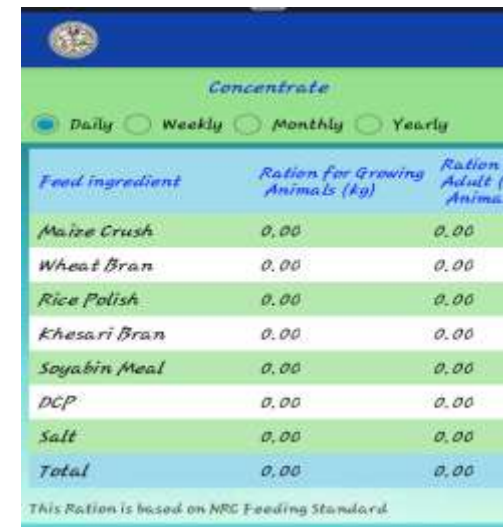 Concentrate
Daily Weekly Monthly Yearly
Feed ingredient Ration for Growing Animals (kg) Ration Adult ( Anima
Maize Crush 0.00 0.00
Wheat Bran 0.00 0.00
Rice Polish 0.00 0.00
Khesari Bran 0.00 0.00
Soyabin Meal 0.00 0.00
DCP 0.00 0.00
Salt 0.00 0.00
Total 0.00 0.00
This Ration is based on NRC Feeding Standard